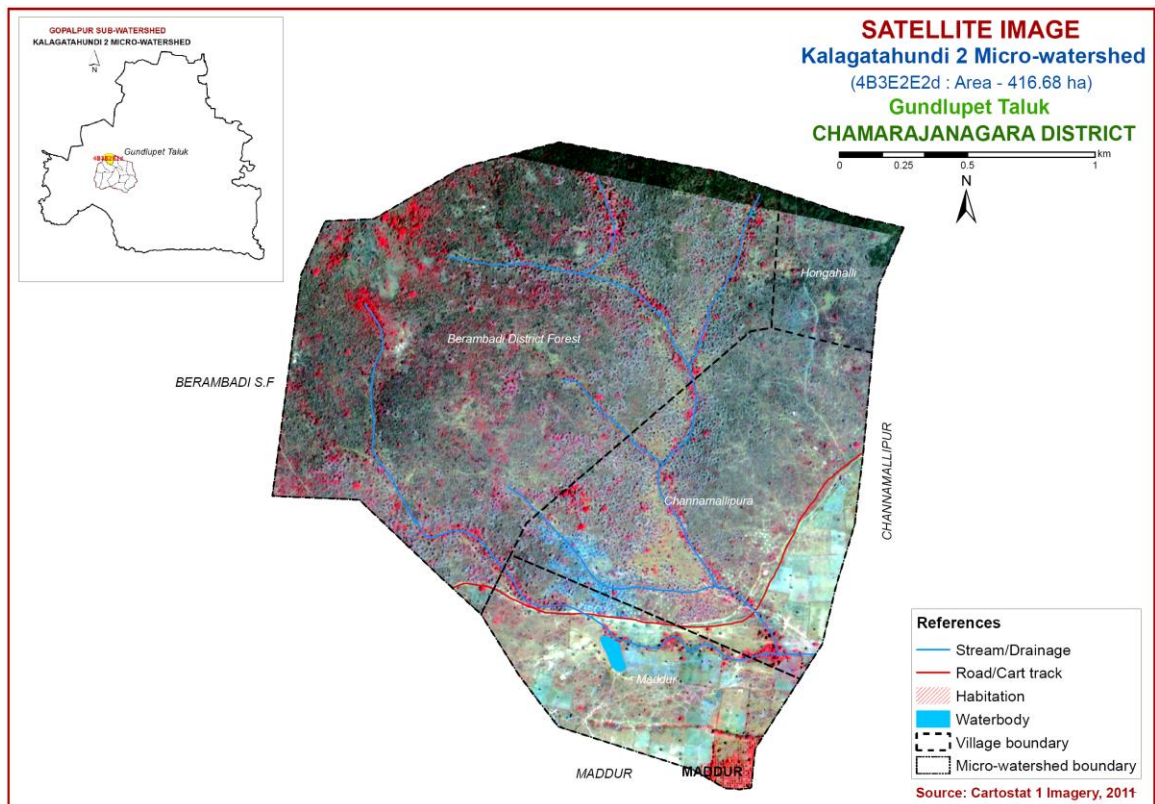 GOPALPUR SUB-WATERSHED
KALAGATAHUNDI 2 MICRO-WATERSHED
N
Gundlupet Taluk
SATELLITE IMAGE
Kalagatahundi 2 Micro-watershed
(4B3E2E2d : Area - 416.68 ha)
Gundlupet Taluk
CHAMARAJANAGARA DISTRICT
km
0 0.25 0.5 1
N
Hongahalli
Berambadi District Forest
BERAMBADI S.F
CHANNAMALLIPUR
Channamallipura
Maddur
MADDUR
MADDUR
References
Stream/Drainage
Road/Cart track
Habitation
Waterbody
Village boundary
Micro-watershed boundary
Source: Cartostat 1 Imagery, 2011